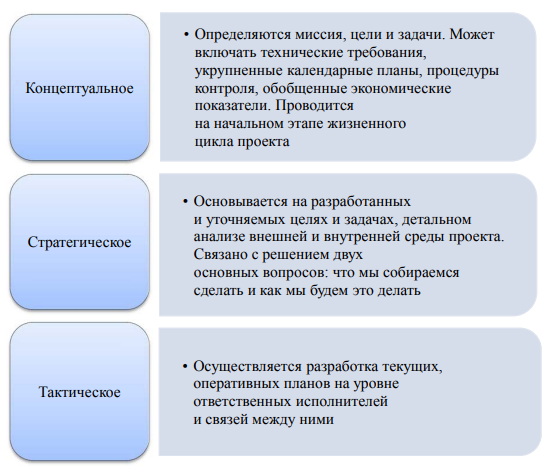 Концептуальное
• Определяются миссия, цели и задачи. Может
включать технические требования,
укрупненные календарные планы, процедуры
контроля, обобщенные экономические
показатели. Проводится
на начальном этапе жизненного
цикла проекта
Стратегическое
• Основывается на разработанных
и уточняемых целях и задачах, детальном
анализе внешней и внутренней среды проекта.
Связано с решением двух
основных вопросов: что мы собираемся
сделать и как мы будем это делать
Тактическое
• Осуществляется разработка текущих,
оперативных планов на уровне
ответственных исполнителей
и связей между ними